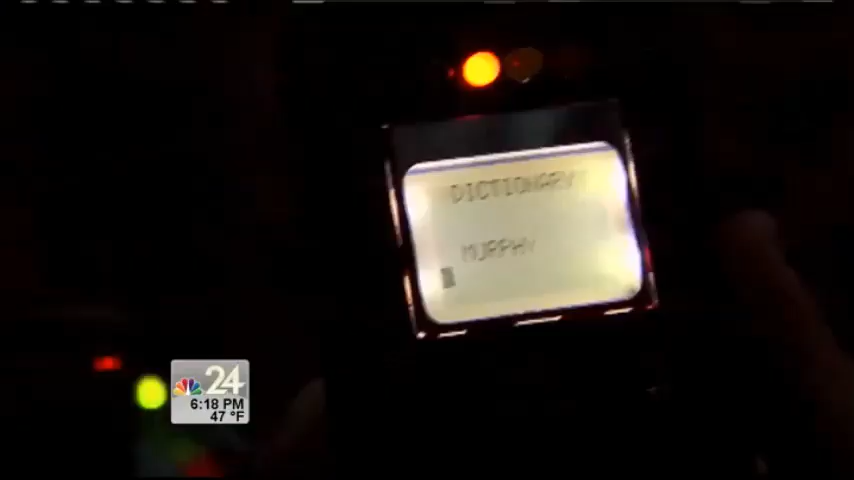 DICTIONARY
MURPHY
24
6:18 PM
47 °F